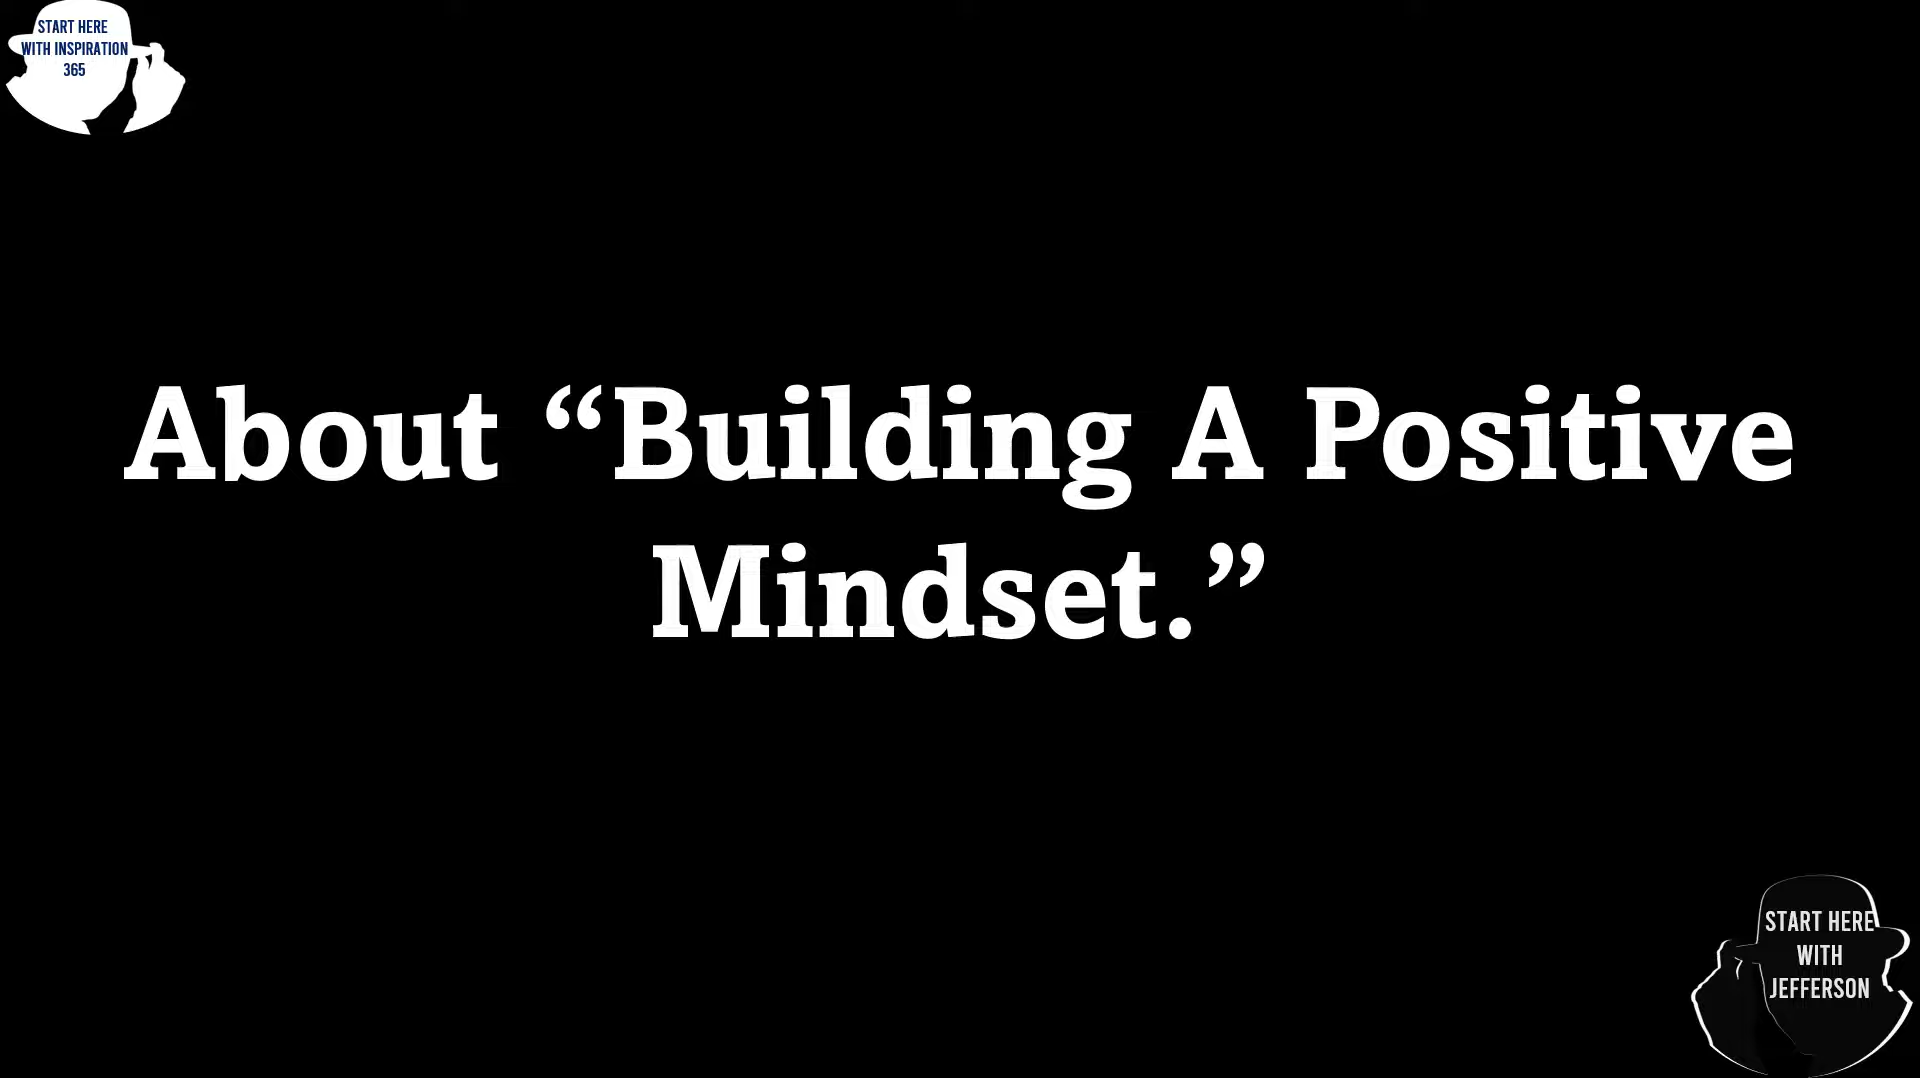 START HERE
WITH INSPIRATION
365
About “Building A Positive
Mindset.”
START HERE
WITH
JEFFERSON